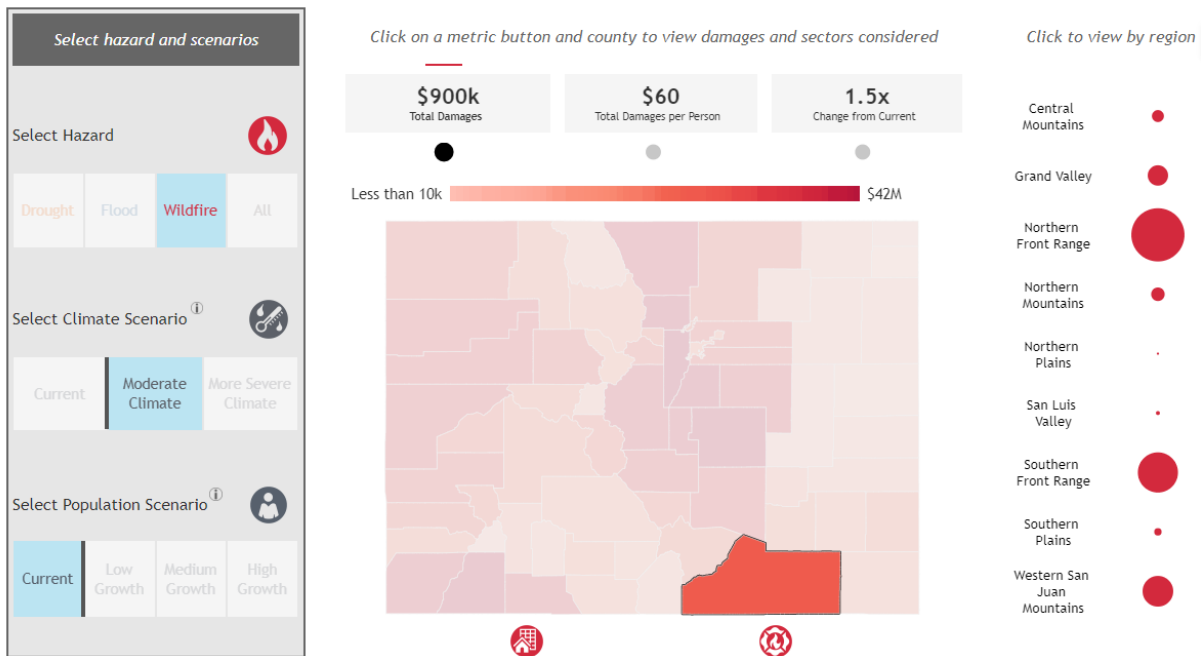 Select hazard and scenarios
Select Hazard
Drought
Flood
Wildfire
All
Select Climate Scenario ⓘ
Current
Moderate
Climate
More Severe
Climate
Select Population Scenario ⓘ
Current
Low
Growth
Medium
Growth
High
Growth
Click on a metric button and county to view damages and sectors considered
$900k
Total Damages
$60
Total Damages per Person
1.5x
Change from Current
Less than 10k
$42M
Click to view by region
Central
Mountains
Grand Valley
Northern
Front Range
Northern
Mountains
Northern
Plains
San Luis
Valley
Southern
Front Range
Southern
Plains
Western San
Juan
Mountains